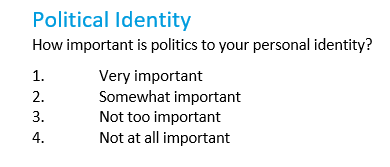 Political Identity
How important is politics to your personal identity?
1. Very important
2. Somewhat important
3. Not too important
4. Not at all important